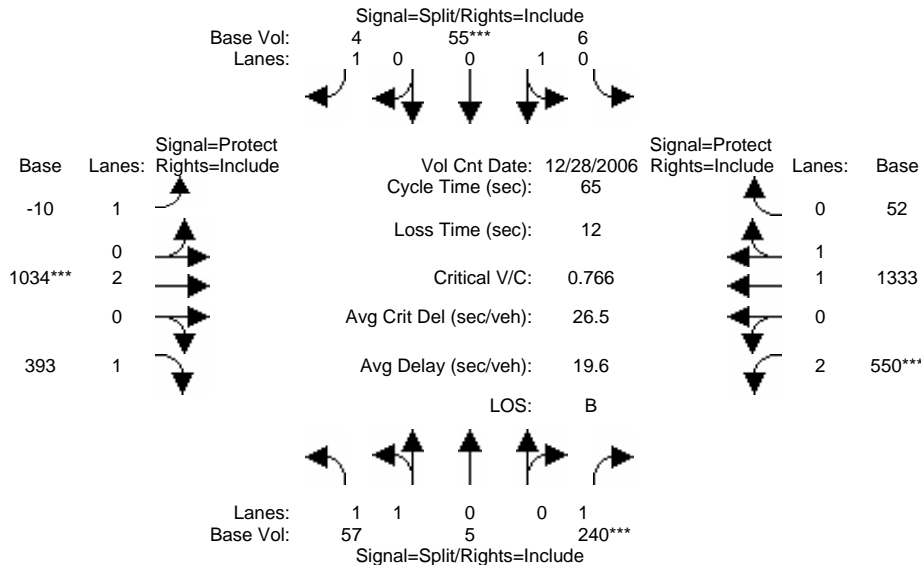 Signal=Split/Rights=Include
Base Vol: 4 55*** 6
Lanes: 1 0 0 1 0
Signal=Protect Signal=Protect
Base Lanes: Rights=Include Vol Cnt Date: 12/28/2006 Rights=Include Lanes: Base
Cycle Time (sec): 65
-10 1 0 52
Loss Time (sec): 12
0 1
1034*** 2 Critical V/C: 0.766 1 1333
0 Avg Crit Del (sec/veh): 26.5 0
393 1 Avg Delay (sec/veh): 19.6 2 550***
LOS: B
Lanes: 1 1 0 0 1
Base Vol: 57 5 240***
Signal=Split/Rights=Include